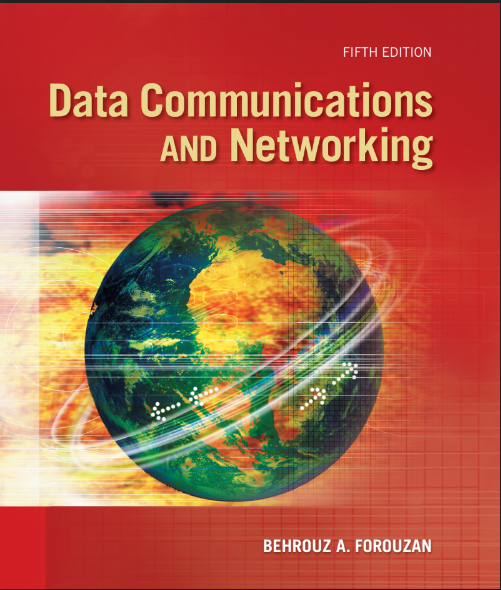 FIFTH EDITION
Data Communications
AND Networking
BEHROUZ A. FOROUZAN